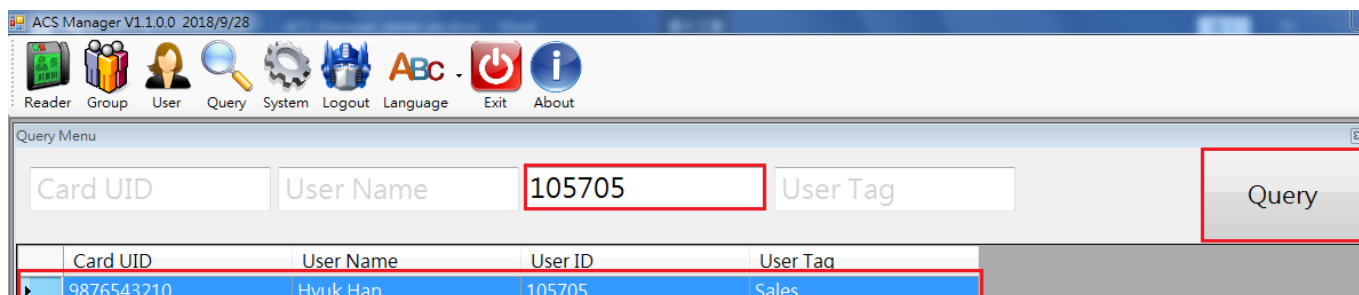 ACS Manager V1.1.0.0 2018/9/28
Reader Group User Query System Logout Language Exit About
Query Menu
Card UID User Name 105705 User Tag Query
Card UID User Name User ID User Tag
9876543210 Hyuk Han 105705 Sales